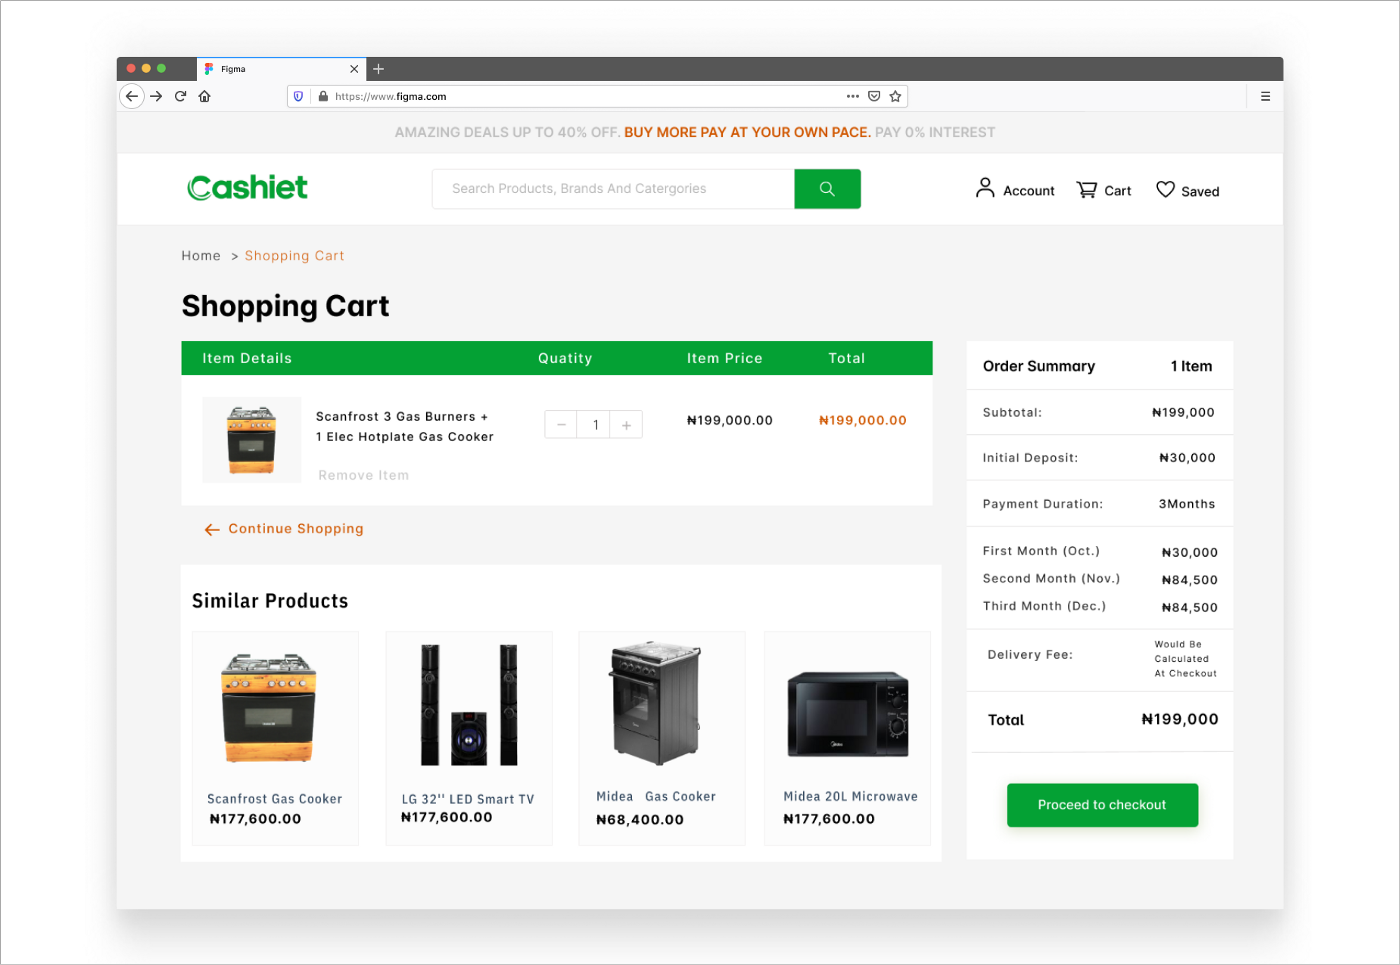 Figma
https://www.figma.com
AMAZING DEALS UP TO 40% OFF. BUY MORE PAY AT YOUR OWN PACE. PAY 0% INTEREST
Cashiet
Search Products, Brands And Catergories
Account
Cart
Saved
Home > Shopping Cart
Shopping Cart
Item Details Quatity Item Price Total
Scanfrost 3 Gas Burners +
1 Elec Hotplate Gas Cooker
− 1 +
₦199,000.00
₦199,000.00
Remove Item
Continue Shopping
Order Summary 1 Item
Subtotal: ₦199,000
Initial Deposit: ₦30,000
Payment Duration: 3Months
First Month (Oct.) ₦30,000
Second Month (Nov.) ₦84,500
Third Month (Dec.) ₦84,500
Delivery Fee:
Would Be
Calculated
At Checkout
Total ₦199,000
Proceed to checkout
Similar Products
Scanfrost Gas Cooker
₦177,600.00
LG 32'' LED Smart TV
₦177,600.00
Midea Gas Cooker
₦68,400.00
Midea
Midea 20L Microwave
₦177,600.00